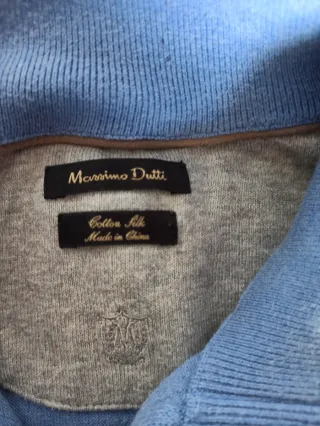 Massimo Dutti
Cotton Silk
Made in China